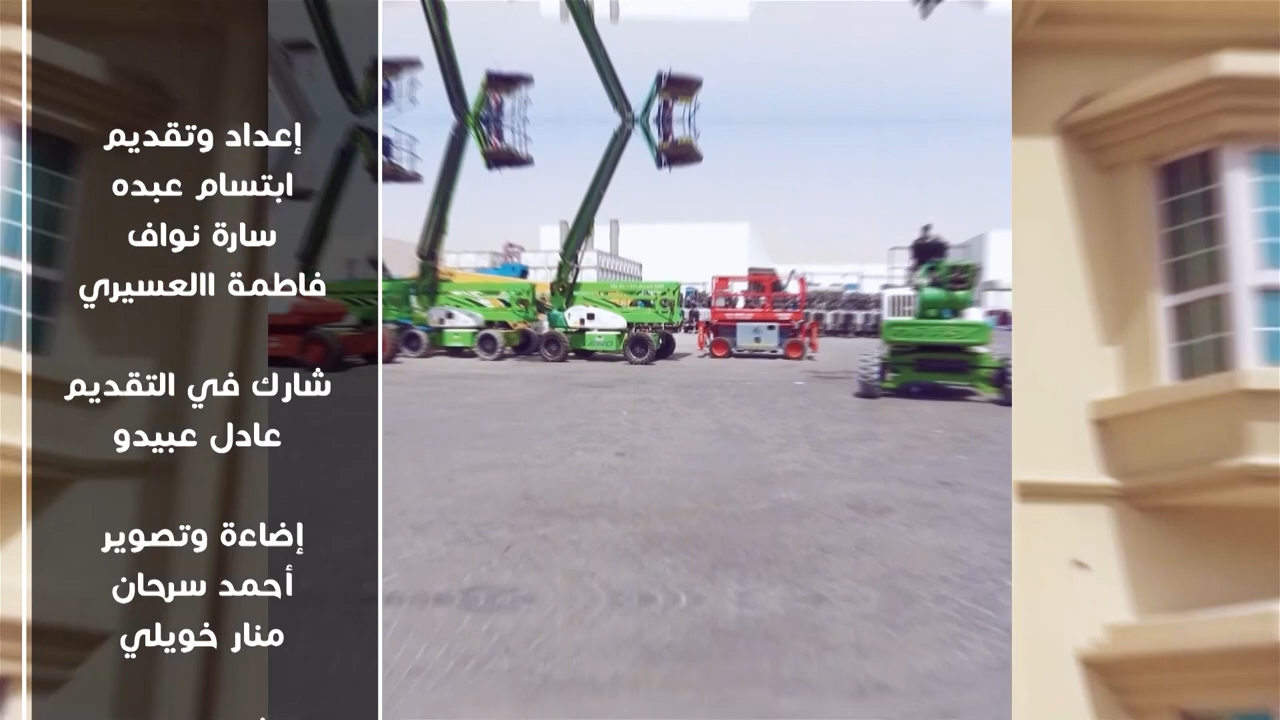 إعداد وتقديم
ابتسام عبده
سارة نواف
فاطمة االعسيري
شارك في التقديم
عادل عبيدو
إضاءة وتصوير
أحمد سرحان
منار خويلي